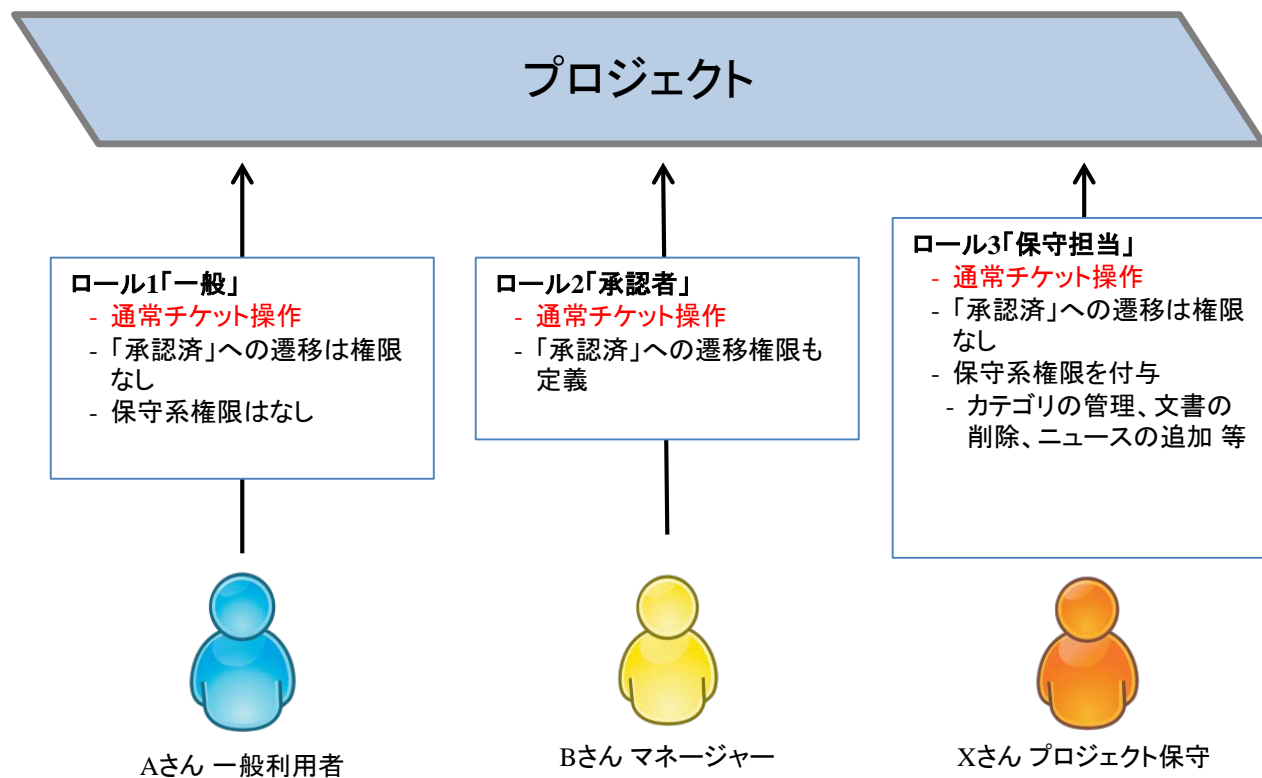 プロジェクト
ロール1「一般」
- 通常チケット操作
- 「承認済」への遷移は権限
なし
- 保守系権限はなし
ロール2「承認者」
- 通常チケット操作
- 「承認済」への遷移権限も
定義
ロール3「保守担当」
- 通常チケット操作
- 「承認済」への遷移は権限
なし
- 保守系権限を付与
- カテゴリの管理、文書の
削除、ニュースの追加 等
Aさん 一般利用者
Bさん マネージャー
Xさん プロジェクト保守